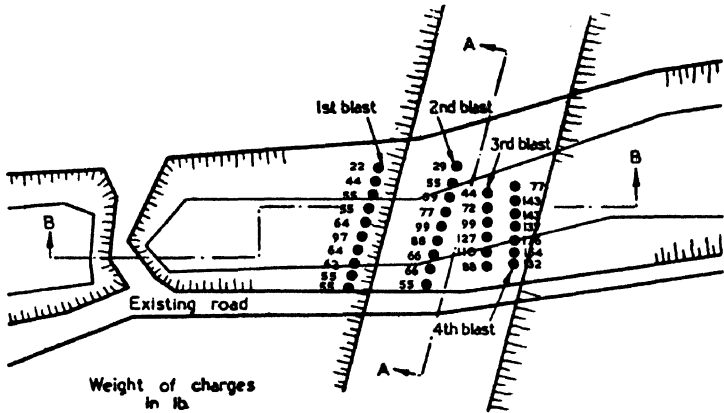 A
1st blast
2nd blast
3rd blast
22
44
55
55
64
97
64
62
55
55
29
55
77
99
88
66
66
55
44
72
99
127
88
77
143
132
B
B
Existing road
4th blast
A
Weight of charges
in lb.